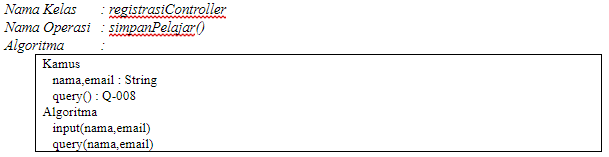 Nama Kelas : registrasiController
Nama Operasi : simpanPelajar()
Algoritma :
Kamus
nama,email : String
query() : Q-008
Algoritma
input(nama,email)
query(nama,email)